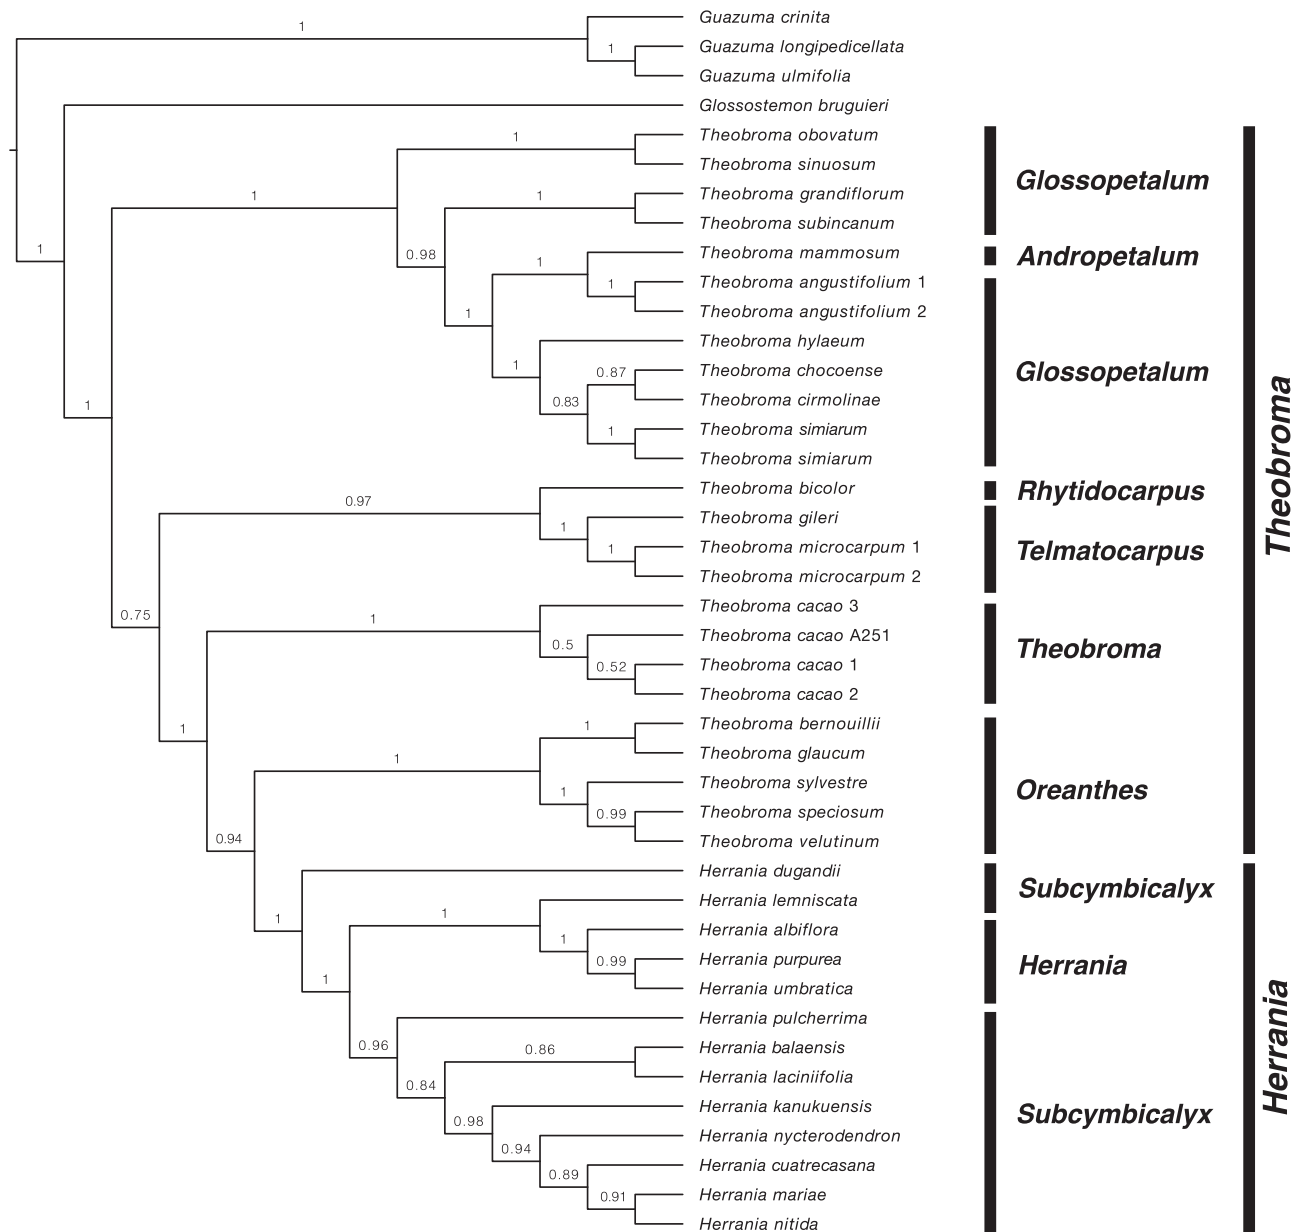 1
Guazuma crinita
1
Guazuma longipedicellata
Guazuma ulmifolia
Glossostemon bruguieri
1
Theobroma obovatum
Theobroma sinuosum
Glossopetalum
1
1
Theobroma grandiflorum
Theobroma subincanum
1
0.98
1
Theobroma mammosum
Andropetalum
1
Theobroma angustifolium 1
Theobroma angustifolium 2
1
Theobroma hylaeum
1
0.87
Theobroma chocoense
Glossopetalum
0.83
Theobroma cirmolinae
1
1
Theobroma simiarum
Theobroma simiarum
Theobroma
0.97
Theobroma bicolor
Rhytidocarpus
1
Theobroma gileri
1
Theobroma microcarpum 1
Telmatocarpus
Theobroma microcarpum 2
0.75
1
Theobroma cacao 3
0.5
Theobroma cacao A251
Theobroma
0.52
Theobroma cacao 1
Theobroma cacao 2
1
1
Theobroma bernouillii
1
Theobroma glaucum
1
Theobroma sylvestre
Oreanthes
0.99
Theobroma speciosum
0.94
Theobroma velutinum
Herrania dugandii
Subcymbicalyx
1
1
Herrania lemniscata
1
Herrania albiflora
1
0.99
Herrania purpurea
Herrania
Herrania umbratica
Herrania pulcherrima
0.96
0.86
Herrania balaensis
0.84
Herrania laciniifolia
Herrania
0.98
Herrania kanukuensis
Subcymbicalyx
0.94
Herrania nycterodendron
0.89
Herrania cuatrecasana
0.91
Herrania mariae
Herrania nitida